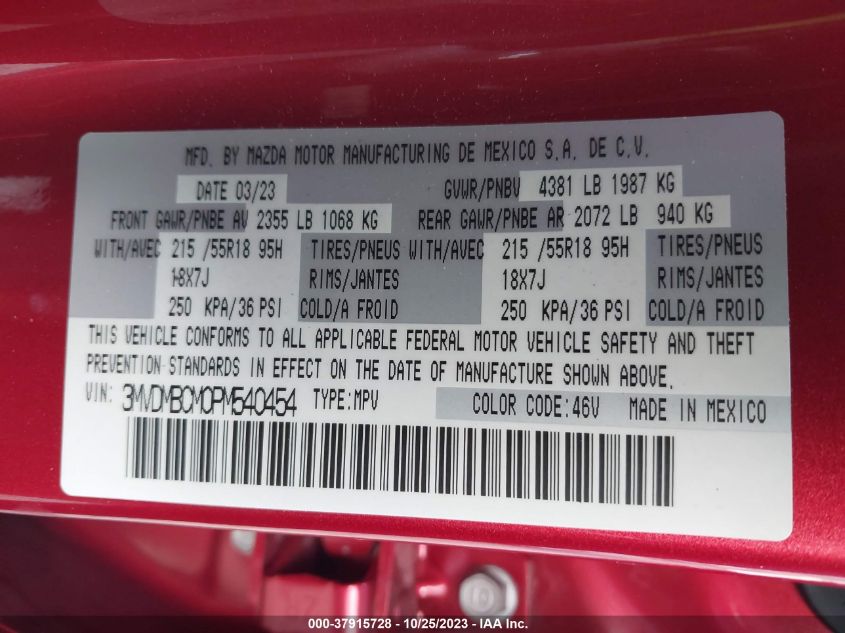 MFD. BY MAZDA MOTOR MANUFACTURING DE MEXICO S.A. DE C.V.
DATE 03/23 GVWR/PNBV 4381 LB 1987 KG
FRONT GAWR/PNBE AV 2355 LB 1068 KG REAR GAWR/PNBE AR 2072 LB 940 KG
WITH/AVEC 215 /55R18 95H TIRES/PNEUS WITH/AVEC 215 /55R18 95H TIRES/PNEUS
18X7J RIMS/JANTES 18X7J RIMS/JANTES
250 KPA/36 PSI COLD/A FROID 250 KPA/36 PSI COLD/A FROID
THIS VEHICLE CONFORMS TO ALL APPLICABLE FEDERAL MOTOR VEHICLE SAFETY AND THEFT
PREVENTION STANDARDS IN EFFECT ON THE DATE OF MANUFACTURE SHOWN ABOVE.
VIN: 3MVDMBCM0PM540454 TYPE:MPV COLOR CODE:46V MADE IN MEXICO
000-37915728 - 10/25/2023 - IAA Inc.